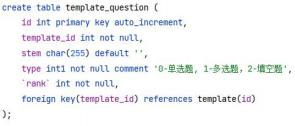 create table template_question (
    id int primary key auto_increment,
    template_id int not null,
    stem char(255) default '',
    type int1 not null comment '0-单选题, 1-多选题，2-填空题',
    `rank` int not null,
    foreign key(template_id) references template(id)
);